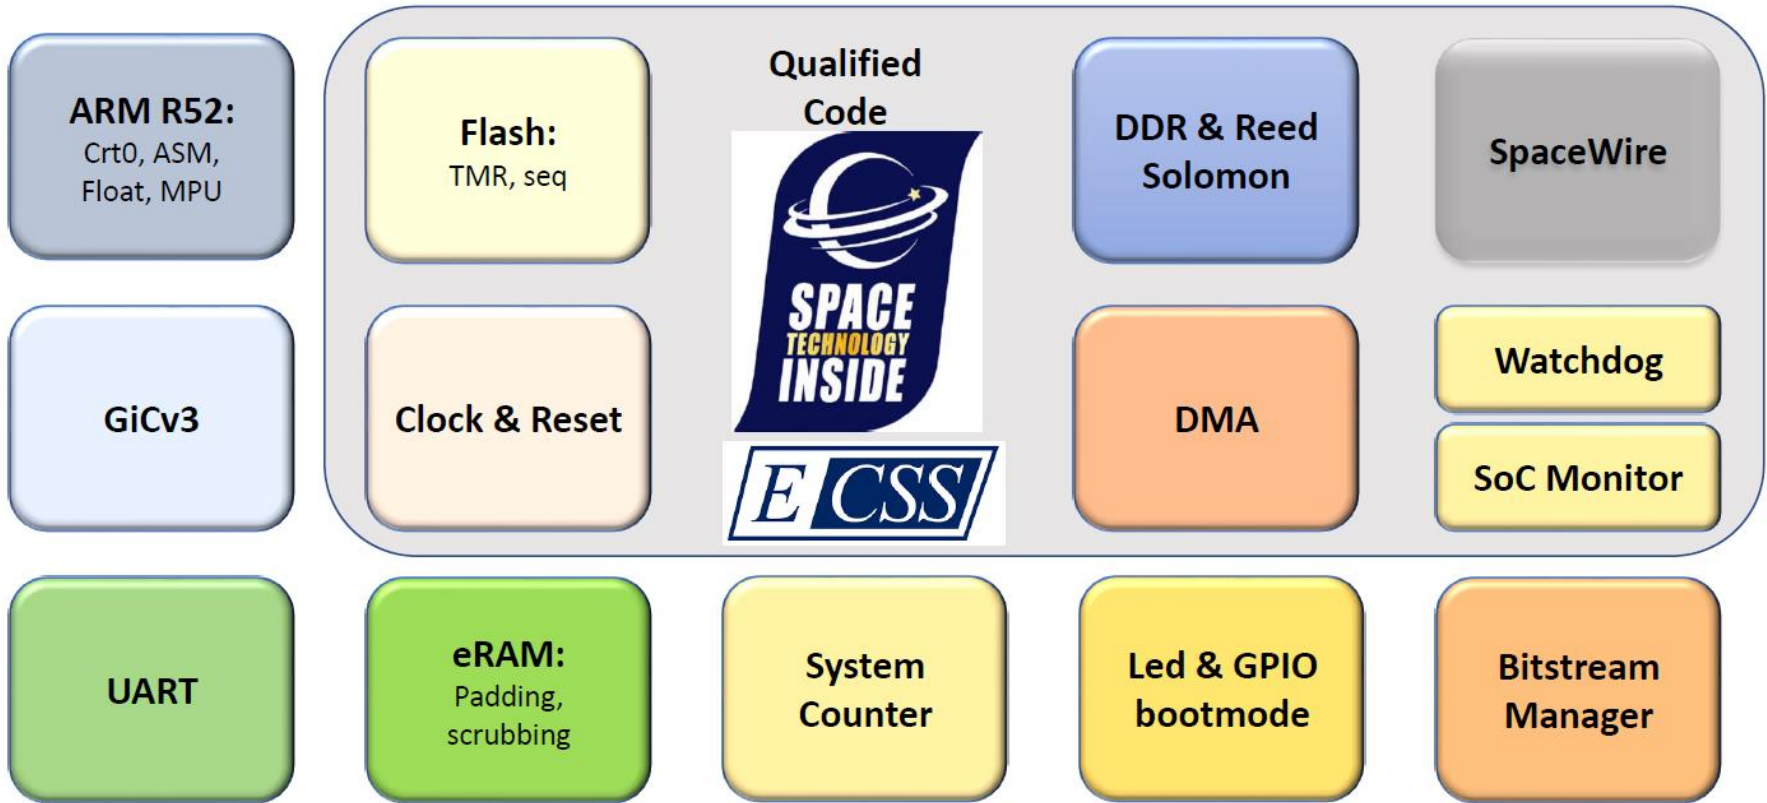 ARM R52:
Crt0, ASM,
Float, MPU
Flash:
TMR, seq
Qualified
Code
SPACE
TECHNOLOGY
INSIDE
ECSS
DDR & Reed
Solomon
SpaceWire
GiCv3
Clock & Reset
DMA
Watchdog
SoC Monitor
UART
eRAM:
Padding,
scrubbing
System
Counter
Led & GPIO
bootmode
Bitstream
Manager